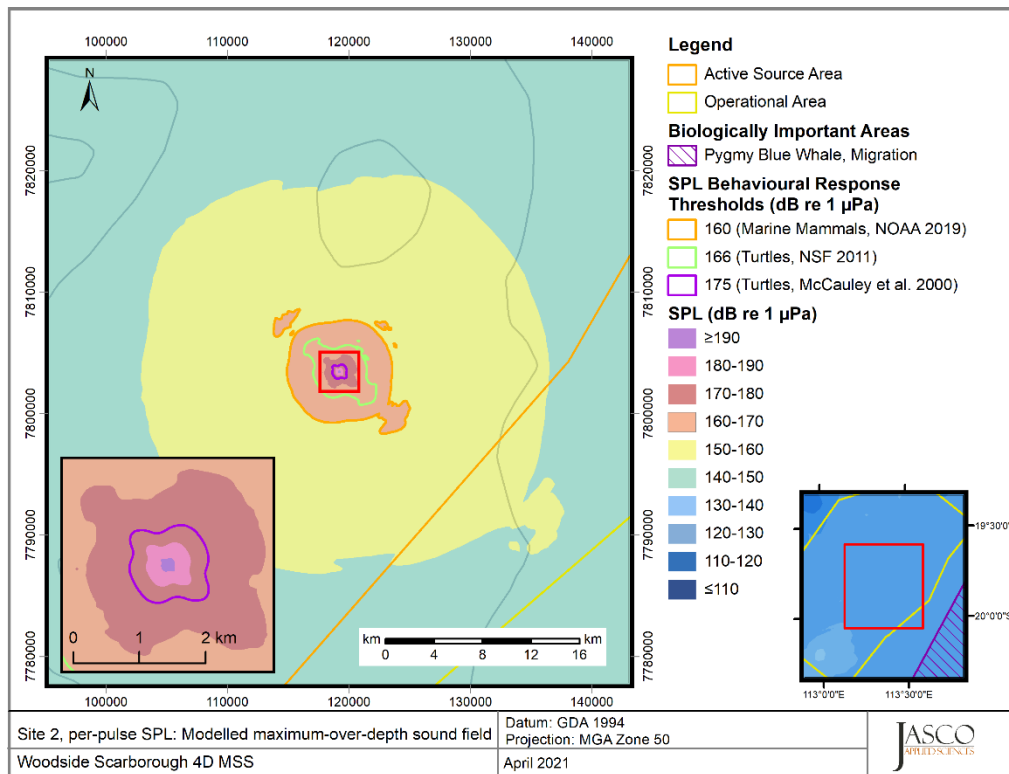 100000 110000 120000 130000 140000
N
7820000
7810000
7800000
7790000
7780000
7820000
7810000
7800000
7790000
7780000
0 1 2 km
km km
0 4 8 12 16
100000 110000 120000 130000 140000
Legend
Active Source Area
Operational Area
Biologically Important Areas
Pygmy Blue Whale, Migration
SPL Behavioural Response
Thresholds (dB re 1 µPa)
160 (Marine Mammals, NOAA 2019)
166 (Turtles, NSF 2011)
175 (Turtles, McCauley et al. 2000)
SPL (dB re 1 µPa)
≥190
180-190
170-180
160-170
150-160
140-150
130-140
120-130
110-120
≤110
19°30'0"
20°0'0"
113°0'0"E 113°30'0"E
Site 2, per-pulse SPL: Modelled maximum-over-depth sound field
Datum: GDA 1994
Projection: MGA Zone 50
Woodside Scarborough 4D MSS
April 2021
JASCO
APPLIED SCIENCES